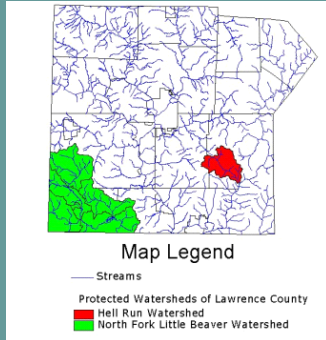 Map Legend
Streams
Protected Watersheds of Lawrence County
Hell Run Watershed
North Fork Little Beaver Watershed